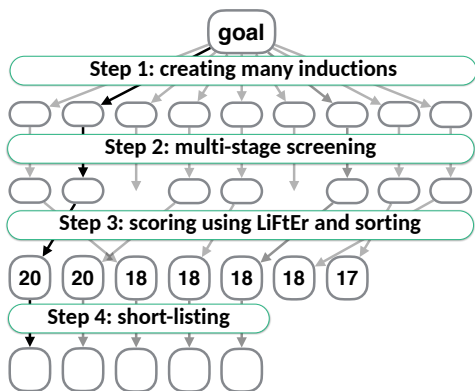 goal
Step 1: creating many inductions
Step 2: multi-stage screening
Step 3: scoring using LiFtEr and sorting
20 20 18 18 18 18 17
Step 4: short-listing